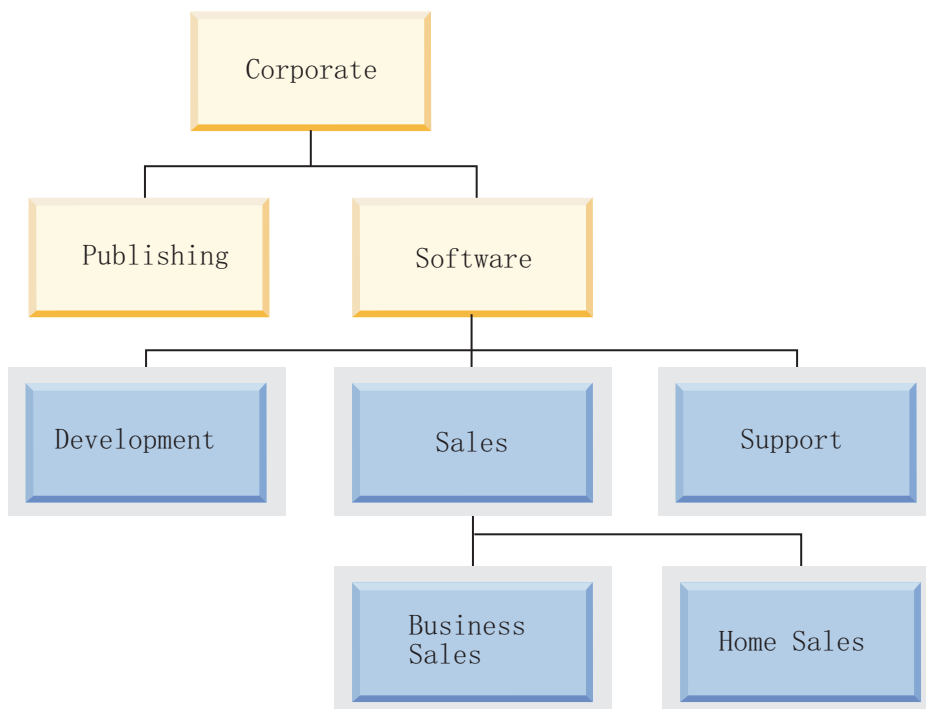 Corporate
Publishing
Software
Development
Sales
Support
Business
Sales
Home Sales